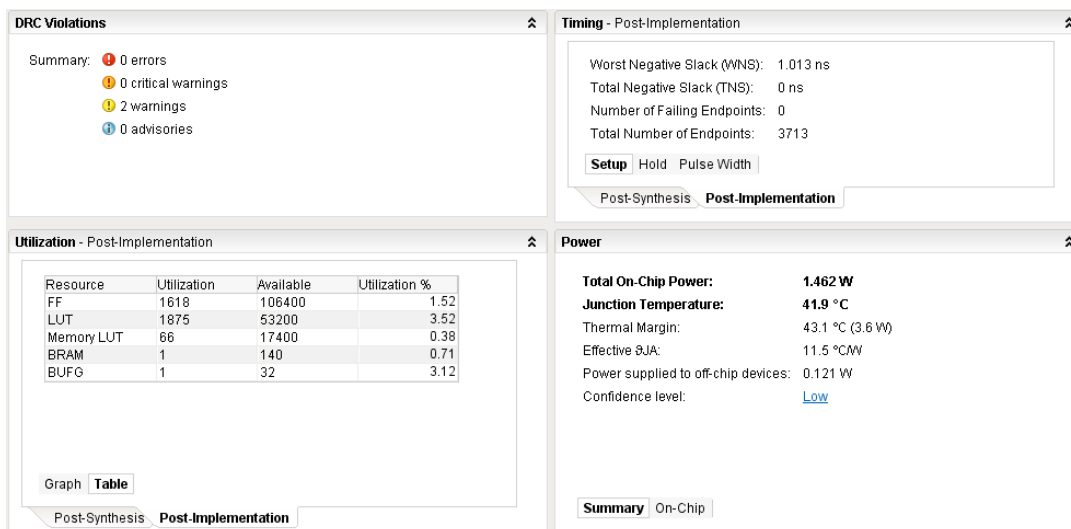 DRC Violations
Summary: 0 errors
0 critical warnings
2 warnings
0 advisories
Timing - Post-Implementation
Worst Negative Slack (WNS): 1.013 ns
Total Negative Slack (TNS): 0 ns
Number of Failing Endpoints: 0
Total Number of Endpoints: 3713
Setup Hold Pulse Width
Post-Synthesis Post-Implementation
Utilization - Post-Implementation
Resource Utilization Available Utilization %
FF 1618 106400 1.52
LUT 1875 53200 3.52
Memory LUT 66 17400 0.38
BRAM 1 140 0.71
BUFG 1 32 3.12
Graph Table
Post-Synthesis Post-Implementation
Power
Total On-Chip Power: 1.462 W
Junction Temperature: 41.9 °C
Thermal Margin: 43.1 °C (3.6 W)
Effective ϑJA: 11.5 °C/W
Power supplied to off-chip devices: 0.121 W
Confidence level: Low
Summary On-Chip